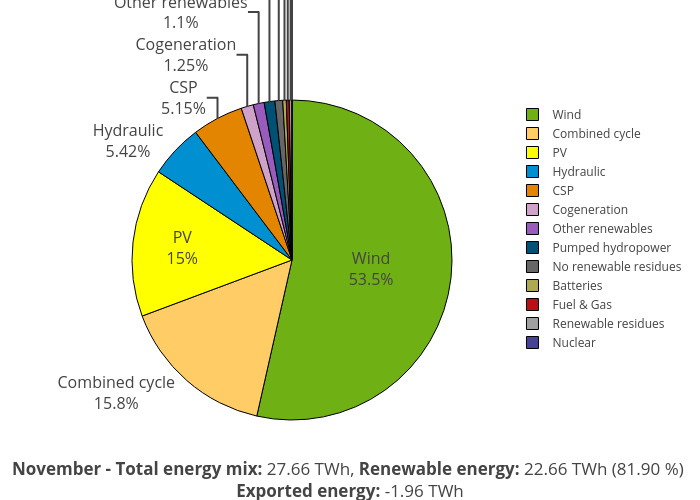 Other renewables
1.1%
Cogeneration
1.25%
CSP
5.15%
Hydraulic
5.42%
PV
15%
Wind
53.5%
Combined cycle
15.8%
Wind
Combined cycle
PV
Hydraulic
CSP
Cogeneration
Other renewables
Pumped hydropower
No renewable residues
Batteries
Fuel & Gas
Renewable residues
Nuclear
November - Total energy mix: 27.66 TWh, Renewable energy: 22.66 TWh (81.90 %)
Exported energy: -1.96 TWh